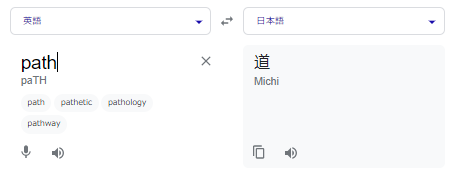 英語 日本語
path
paTH
path pathetic pathology
pathway
道
Michi